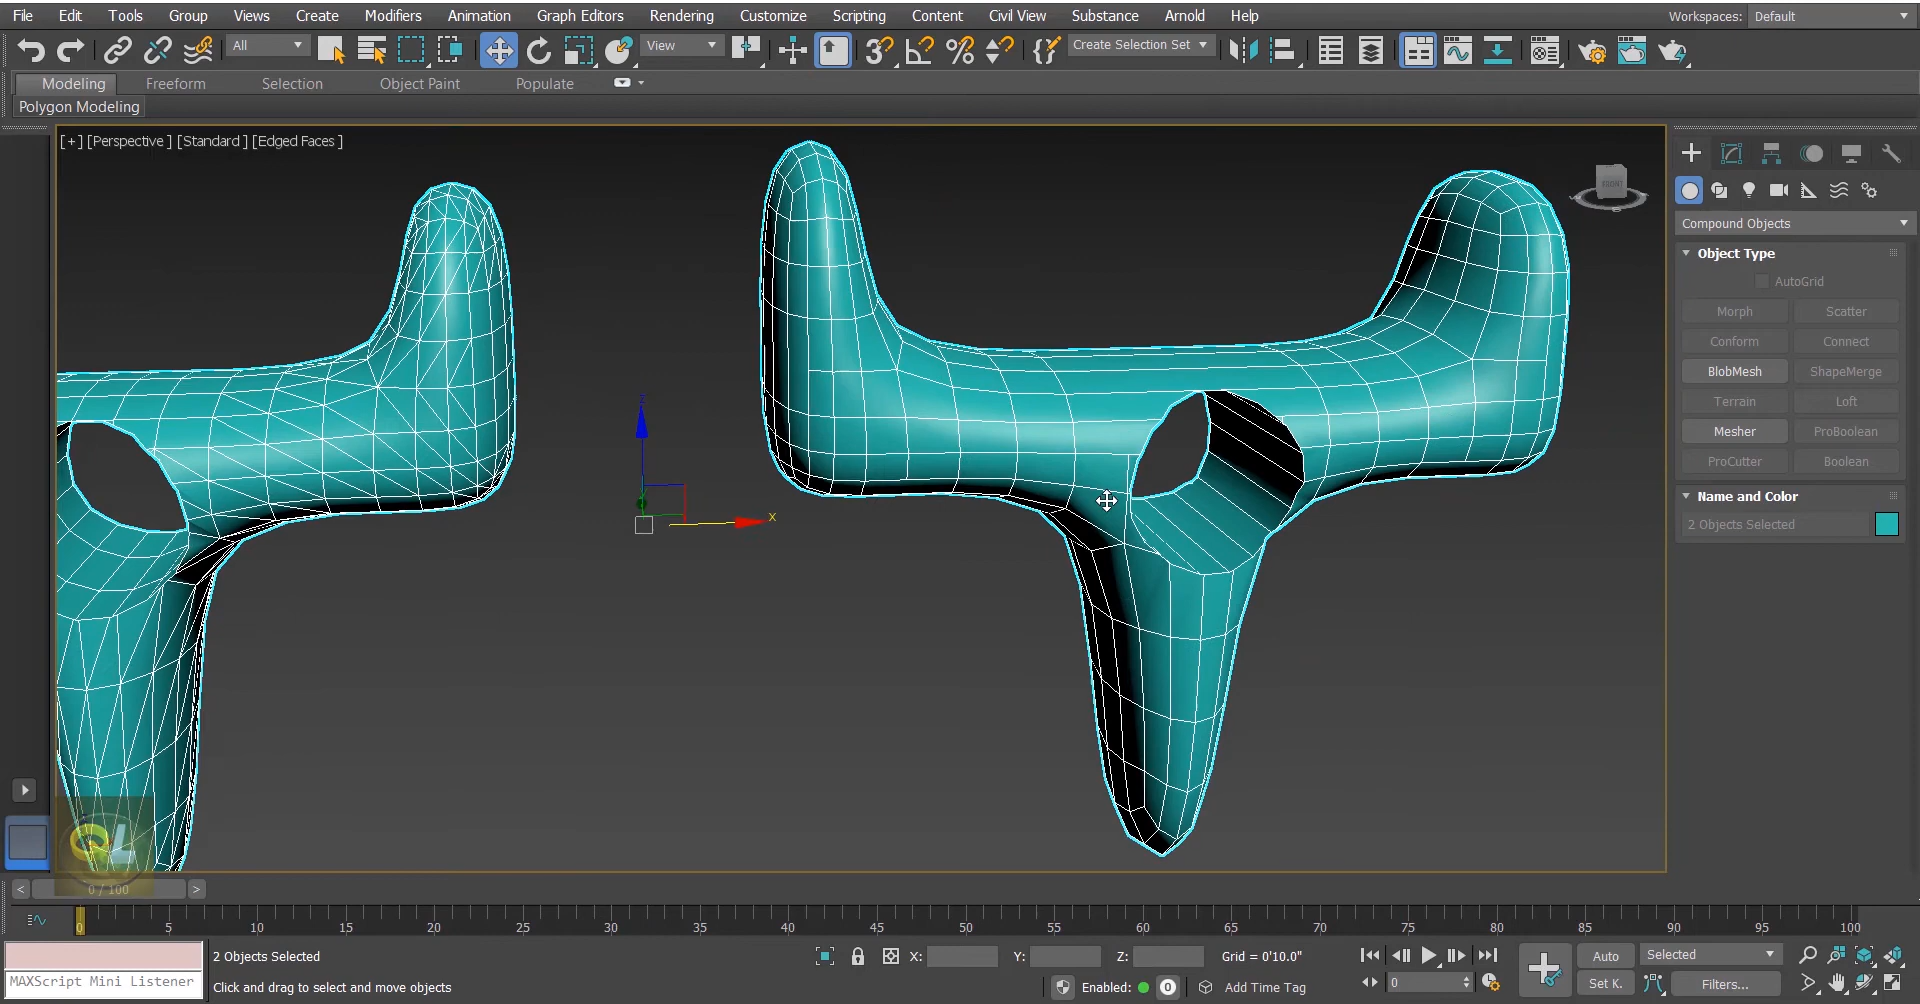 File Edit Tools Group Views Create Modifiers Animation Graph Editors Rendering Customize Scripting Content Civil View Substance Arnold Help Workspaces: Default
All View Create Selection Set
Modeling Freeform Selection Object Paint Populate
Polygon Modeling
[+] [Perspective ] [Standard ] [Edged Faces ]
FRONT
Compound Objects
Object Type
AutoGrid
Morph Scatter
Conform Connect
BlobMesh ShapeMerge
Terrain Loft
Mesher ProBoolean
ProCutter Boolean
Name and Color
2 Objects Selected
z
x
< 0 / 100 >
0 5 10 15 20 25 30 35 40 45 50 55 60 65 70 75 80 85 90 95 100
2 Objects Selected X: Y: Z: Grid = 0'10.0" Auto Selected
MAXScript Mini Listener Click and drag to select and move objects Enabled: 0 Add Time Tag 0 Set K. Filters...